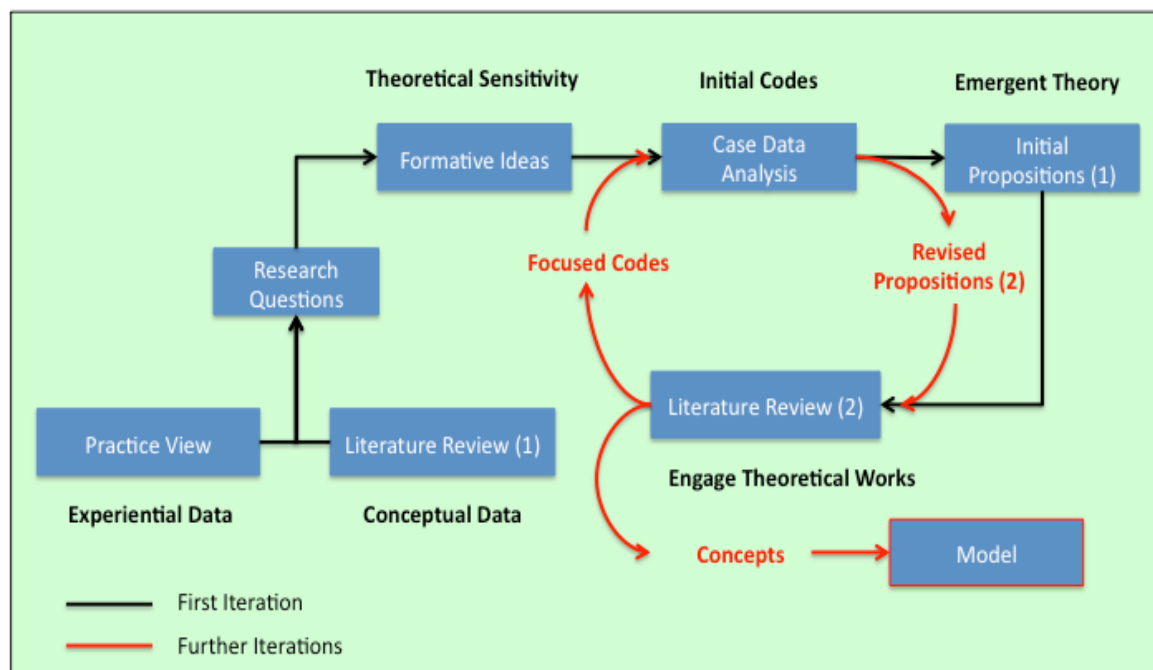 Theoretical Sensitivity
Initial Codes
Emergent Theory
Formative Ideas
Case Data
Analysis
Initial
Propositions (1)
Research
Questions
Focused Codes
Revised
Propositions (2)
Practice View
Literature Review (1)
Literature Review (2)
Experiential Data
Conceptual Data
Engage Theoretical Works
Concepts
Model
First Iteration
Further Iterations